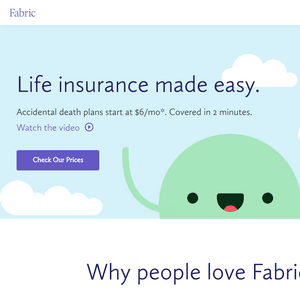 Fabric
Life insurance made easy.
Accidental death plans start at $6/mo*. Covered in 2 minutes.
Watch the video
Check Our Prices
Why people love Fabric